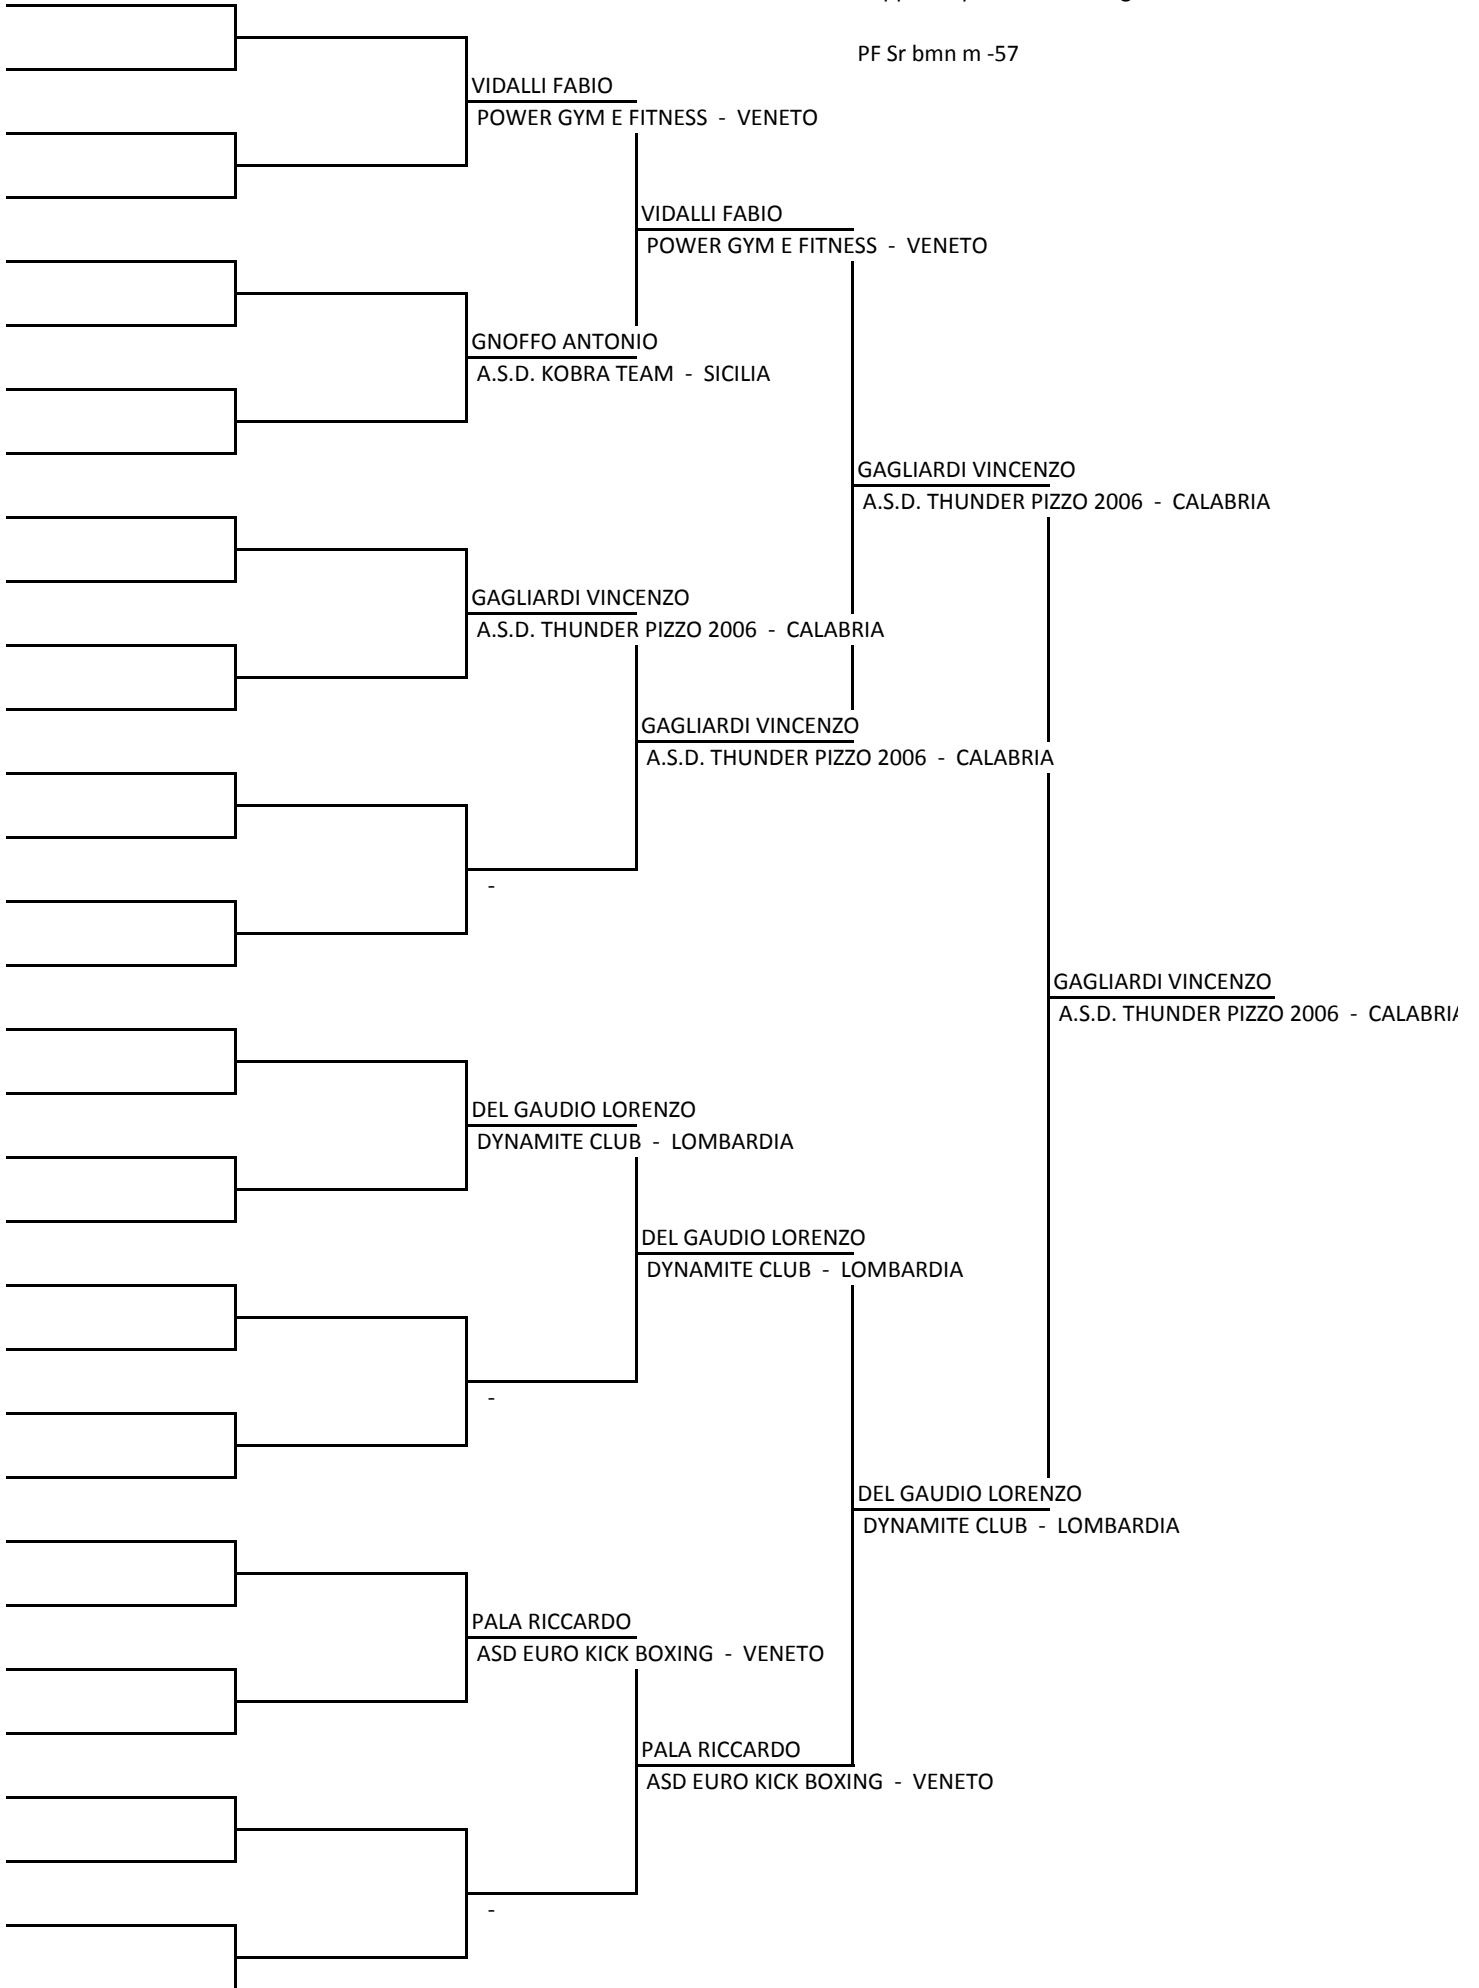 PF Sr bmn m -57
VIDALLI FABIO
POWER GYM E FITNESS - VENETO
VIDALLI FABIO
POWER GYM E FITNESS - VENETO
GNOFFO ANTONIO
A.S.D. KOBRA TEAM - SICILIA
GAGLIARDI VINCENZO
A.S.D. THUNDER PIZZO 2006 - CALABRIA
GAGLIARDI VINCENZO
A.S.D. THUNDER PIZZO 2006 - CALABRIA
GAGLIARDI VINCENZO
A.S.D. THUNDER PIZZO 2006 - CALABRIA
-
GAGLIARDI VINCENZO
A.S.D. THUNDER PIZZO 2006 - CALABRIA
DEL GAUDIO LORENZO
DYNAMITE CLUB - LOMBARDIA
DEL GAUDIO LORENZO
DYNAMITE CLUB - LOMBARDIA
-
DEL GAUDIO LORENZO
DYNAMITE CLUB - LOMBARDIA
PALA RICCARDO
ASD EURO KICK BOXING - VENETO
PALA RICCARDO
ASD EURO KICK BOXING - VENETO
-